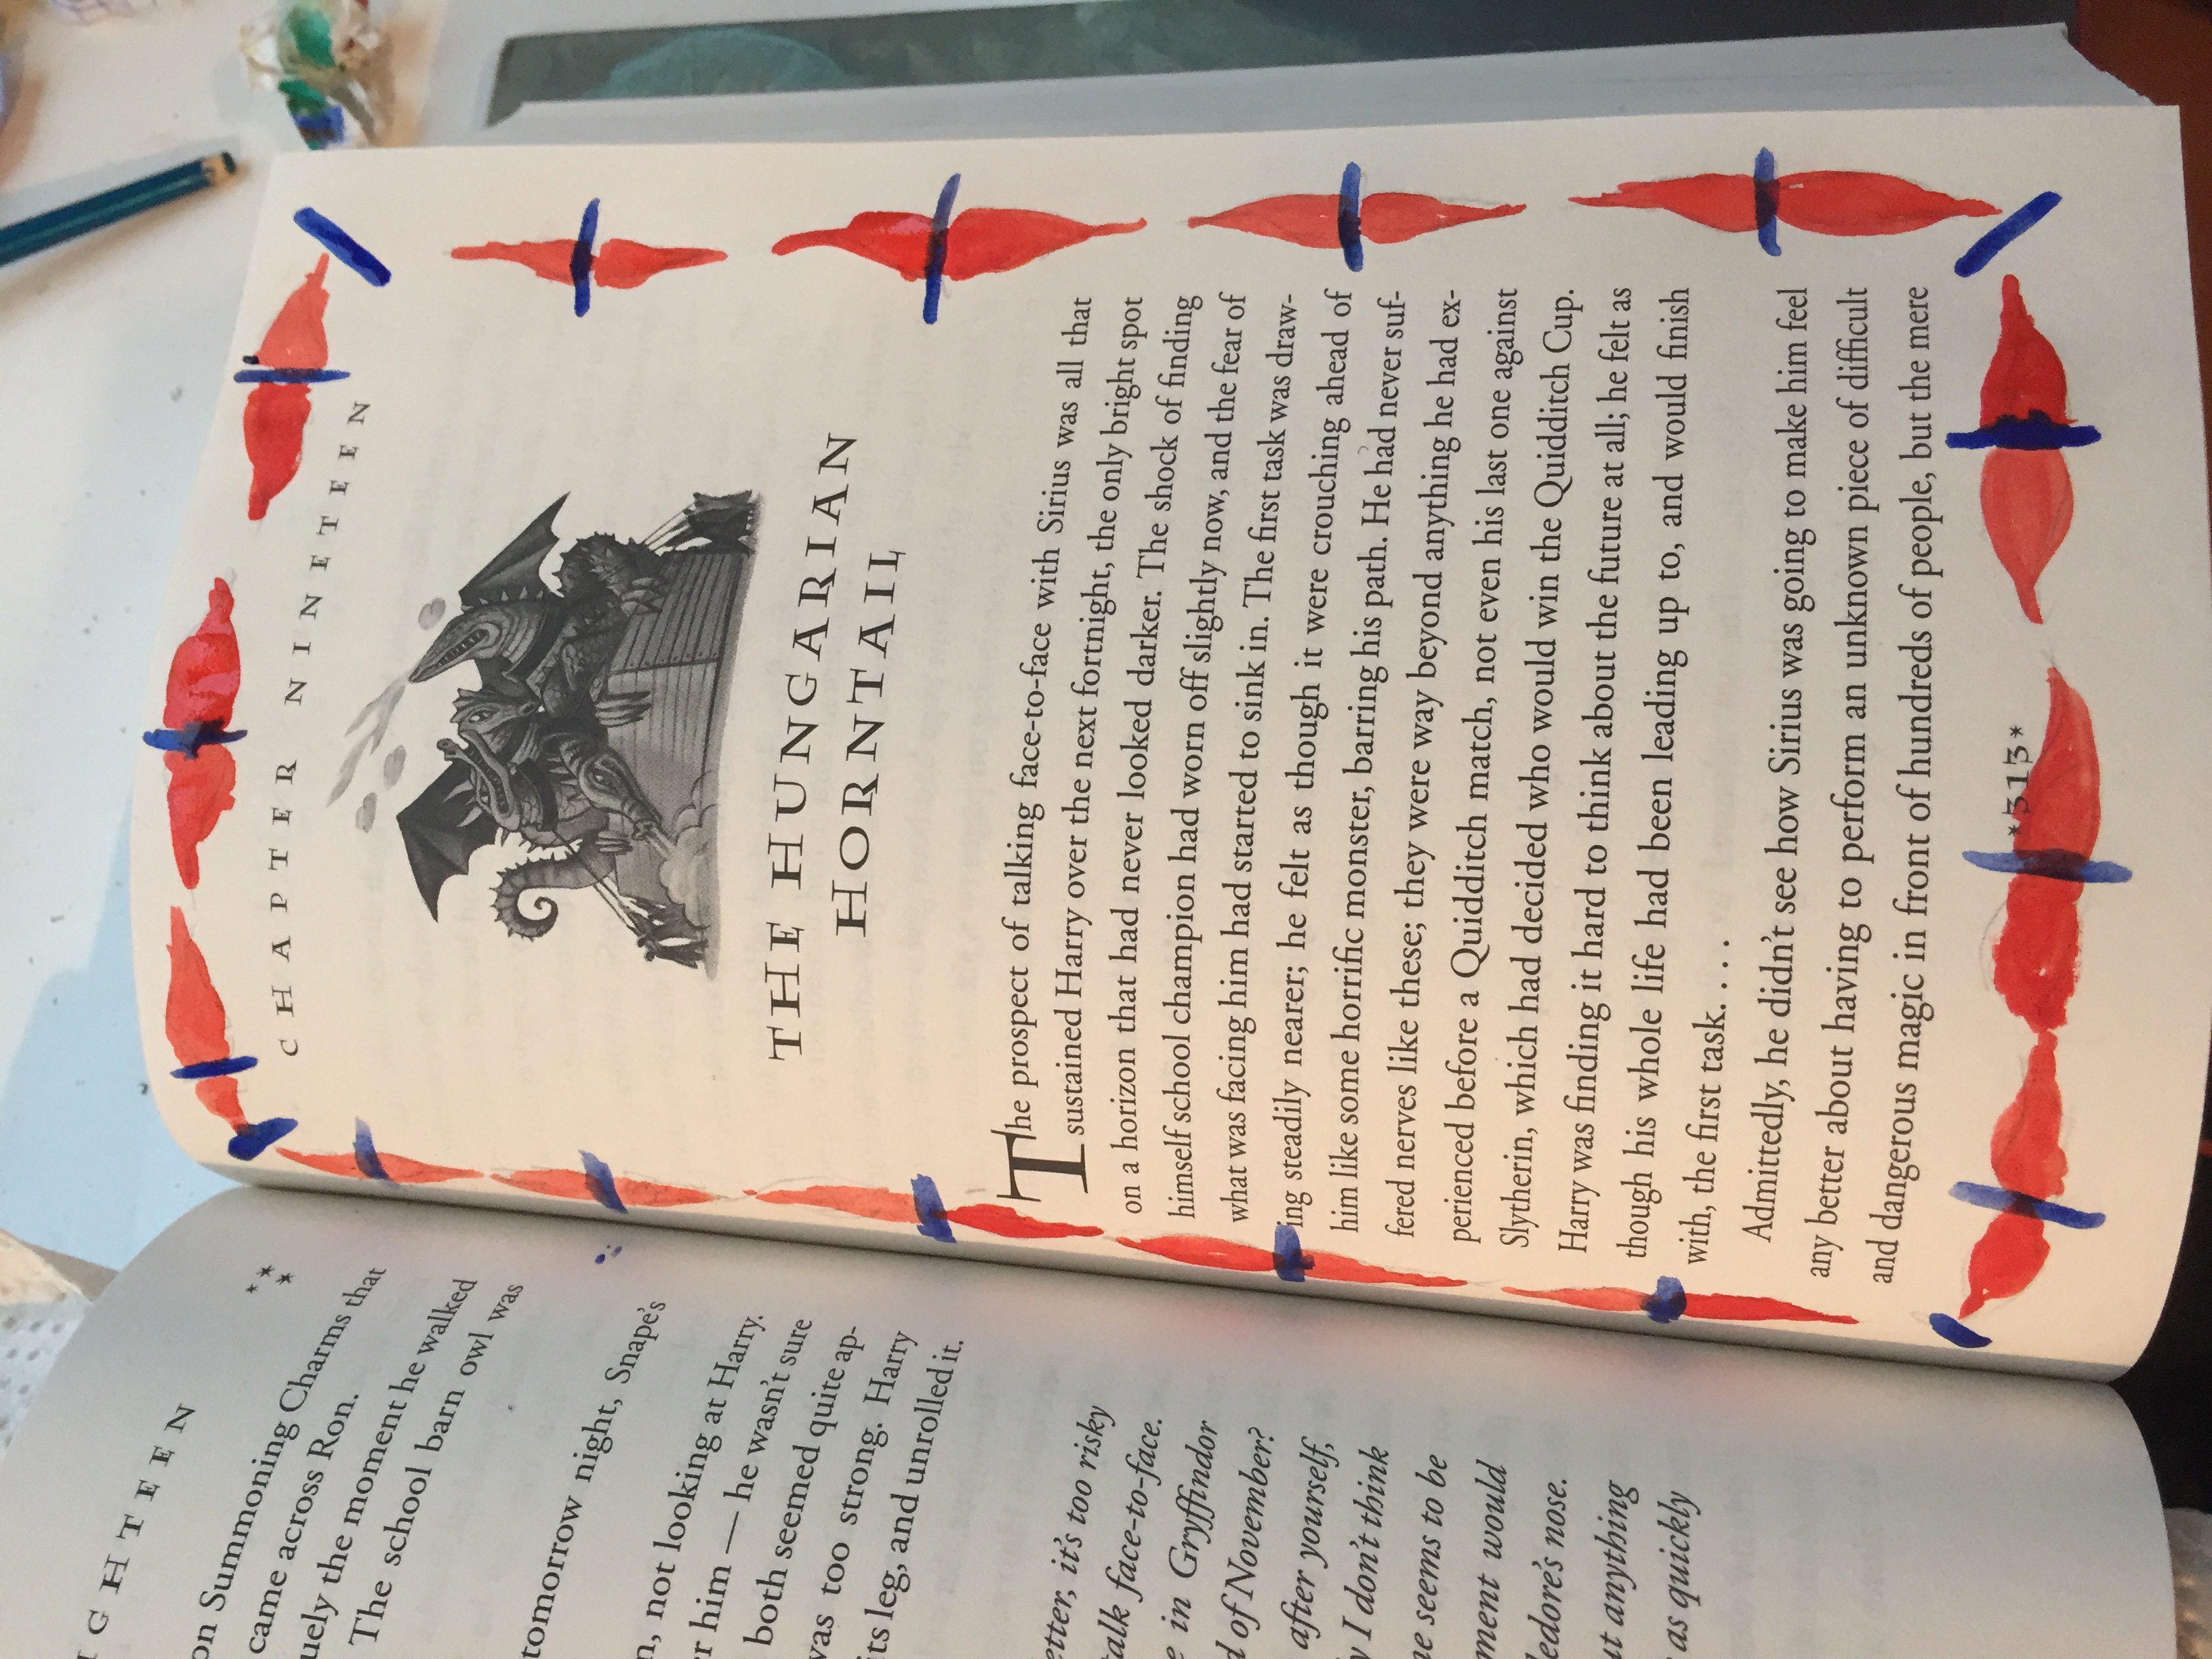 on Summoning Charms that
came across Ron.
the moment he walked
The school barn owl was
tomorrow night, Snape's
not looking at Harry.
him — he wasn't sure
both seemed quite ap-
was too strong. Harry
its leg, and unrolled it.
it's too risky
talk face-to-face.
in Gryffindor
of November?
after yourself,
I don't think
seems to be
would
nose.
anything
as quickly
CHAPTER NINETEEN
THE HUNGARIAN
HORNTAIL
The prospect of talking face-to-face with Sirius was all that
sustained Harry over the next fortnight, the only bright spot
on a horizon that had never looked darker. The shock of finding
himself school champion had worn off slightly now, and the fear of
what was facing him had started to sink in. The first task was draw-
ing steadily nearer; he felt as though it were crouching ahead of
him like some horrific monster, barring his path. He had never suf-
fered nerves like these; they were way beyond anything he had ex-
perienced before a Quidditch match, not even his last one against
Slytherin, which had decided who would win the Quidditch Cup.
Harry was finding it hard to think about the future at all; he felt as
though his whole life had been leading up to, and would finish
with, the first task. . . .
Admittedly, he didn't see how Sirius was going to make him feel
any better about having to perform an unknown piece of difficult
and dangerous magic in front of hundreds of people, but the mere
*313*